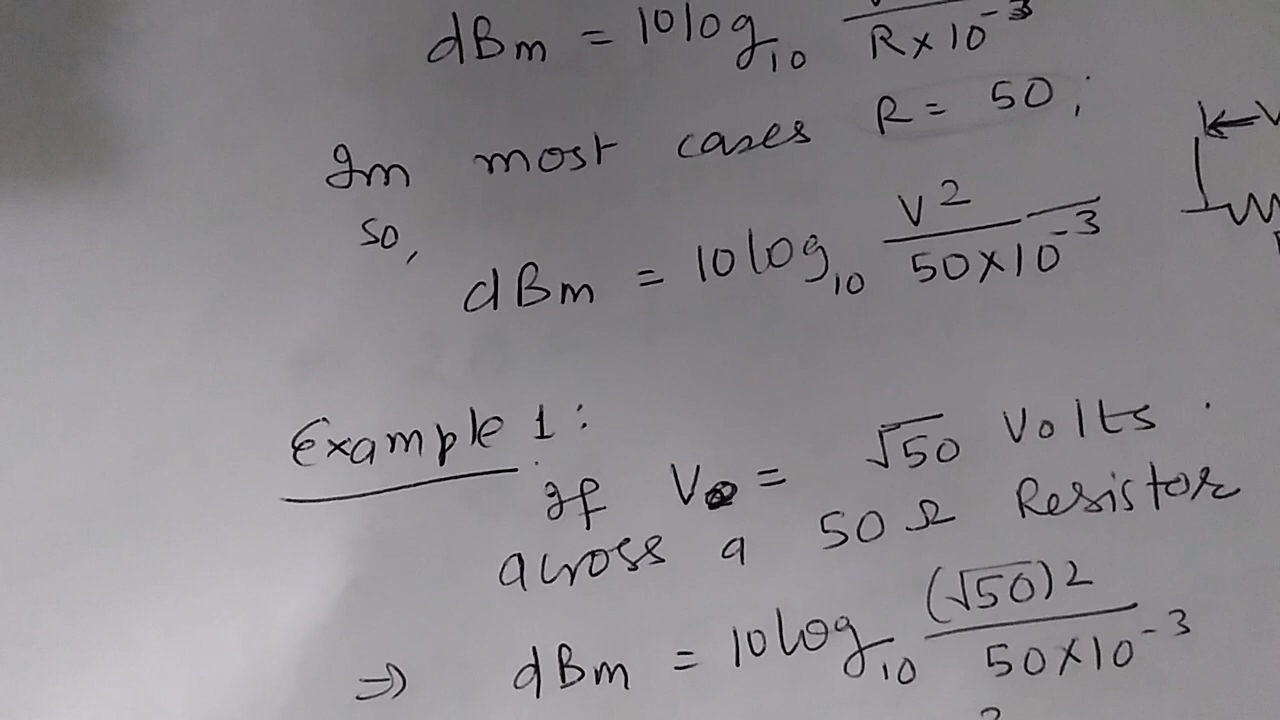 dBm = 10log₁₀ / R×10⁻³
In most cases R = 50;
so,
dBm = 10log₁₀ V² / 50×10⁻³
Example 1:
If V = √50 Volts.
across a 50 Ω Resistor
⇒ dBm = 10log₁₀ (√50)² / 50×10⁻³